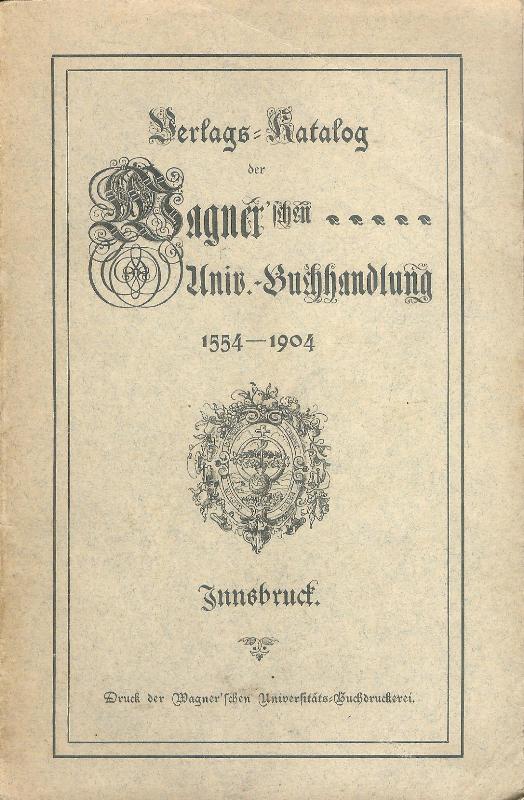 Verlags-Katalog
der
Wagner'schen
Univ.-Buchhandlung
1554—1904
Innsbruck.
Druck der Wagner'schen Universitäts-Buchdruckerei.